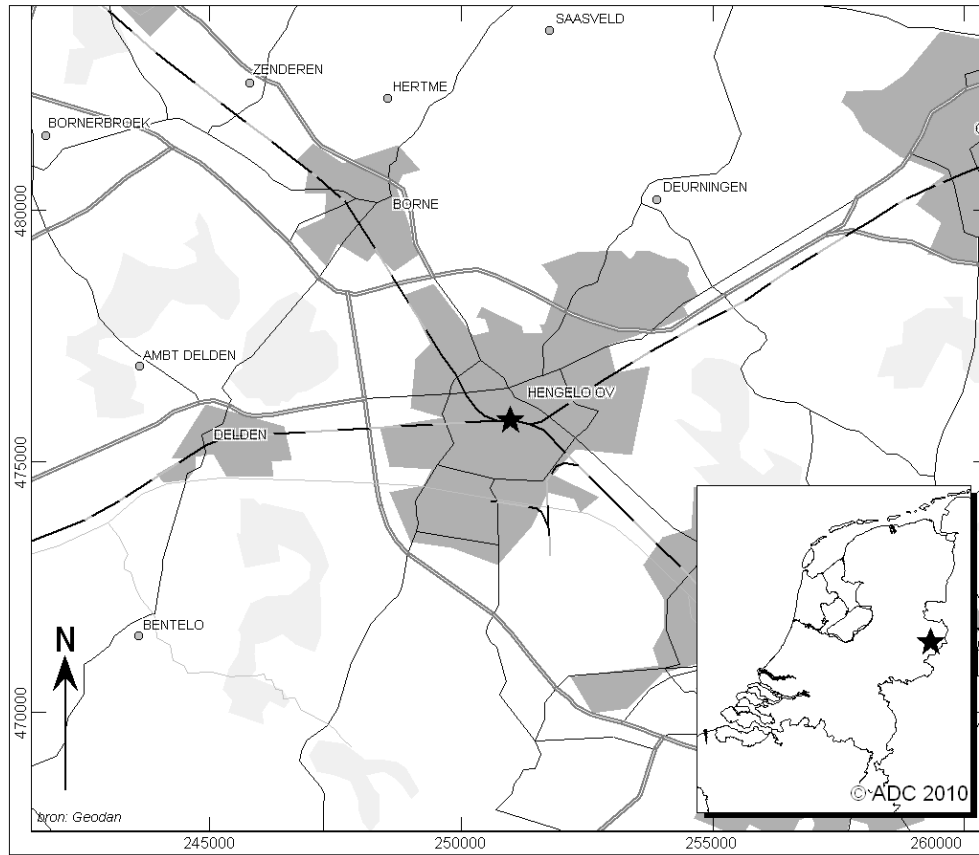 SAASVELD
ZENDEREN
HERTME
BORNERBROEK
DEURNINGEN
BORNE
480000
AMBT DELDEN
HENGELO OV
DELDEN
475000
BENTELO
N
470000
© ADC 2010
bron: Geodan
245000
250000
255000
260000